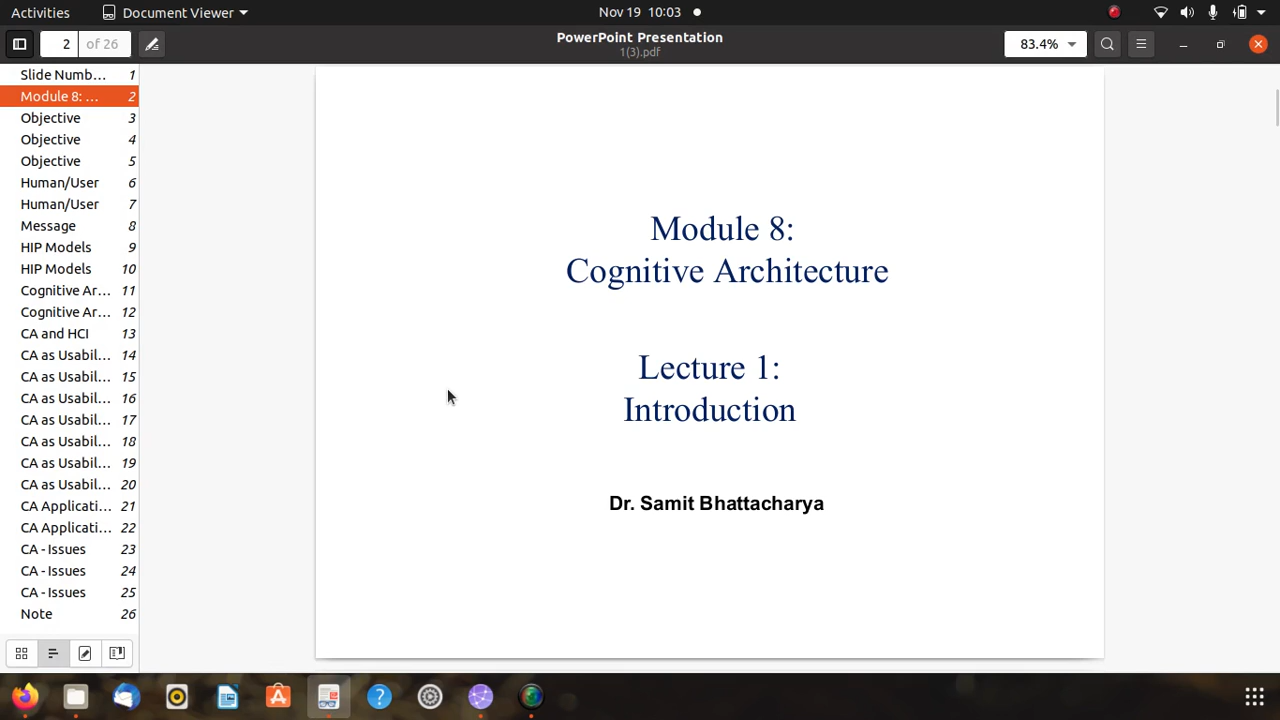 Activities Document Viewer Nov 19 10:03
2 of 26 PowerPoint Presentation 83.4%
1(3).pdf
Slide Numb... 1
Module 8: ... 2
Objective 3
Objective 4
Objective 5
Human/User 6
Human/User 7
Message 8
HIP Models 9
HIP Models 10
Cognitive Ar... 11
Cognitive Ar... 12
CA and HCI 13
CA as Usabil... 14
CA as Usabil... 15
CA as Usabil... 16
CA as Usabil... 17
CA as Usabil... 18
CA as Usabil... 19
CA as Usabil... 20
CA Applicati... 21
CA Applicati... 22
CA - Issues 23
CA - Issues 24
CA - Issues 25
Note 26
Module 8:
Cognitive Architecture
Lecture 1:
Introduction
Dr. Samit Bhattacharya